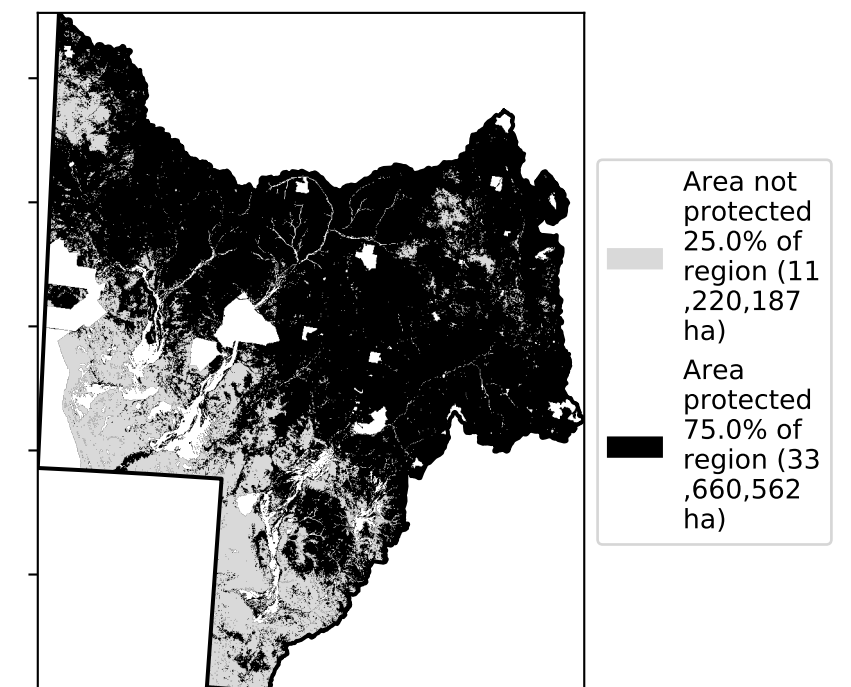 Area not
protected
25.0% of
region (11
,220,187
ha)
Area
protected
75.0% of
region (33
,660,562
ha)